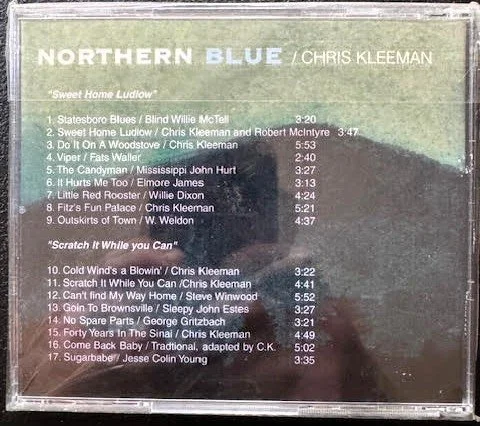 NORTHERN BLUE / CHRIS KLEEMAN
"Sweet Home Ludlow"
1. Statesboro Blues / Blind Willie McTell 3:20
2. Sweet Home Ludlow / Chris Kleeman and Robert McIntyre 3:47
3. Do It On A Woodstove / Chris Kleeman 5:53
4. Viper / Fats Waller 2:40
5. The Candyman / Mississippi John Hurt 3:27
6. It Hurts Me Too / Elmore James 3:13
7. Little Red Rooster / Willie Dixon 4:24
8. Fitz's Fun Palace / Chris Kleeman 5:21
9. Outskirts of Town / W. Weldon 4:37
"Scratch It While you Can"
10. Cold Wind's a Blowin' / Chris Kleeman 3:22
11. Scratch It While You Can /Chris Kleeman 4:41
12. Can't find My Way Home / Steve Winwood 5:52
13. Goin To Brownsville / Sleepy John Estes 3:27
14. No Spare Parts / George Gritzbach 3:21
15. Forty Years In The Sinai / Chris Kleeman 4:49
16. Come Back Baby / Tradtional, adapted by C.K. 5:02
17. Sugarbabe / Jesse Colin Young 3:35